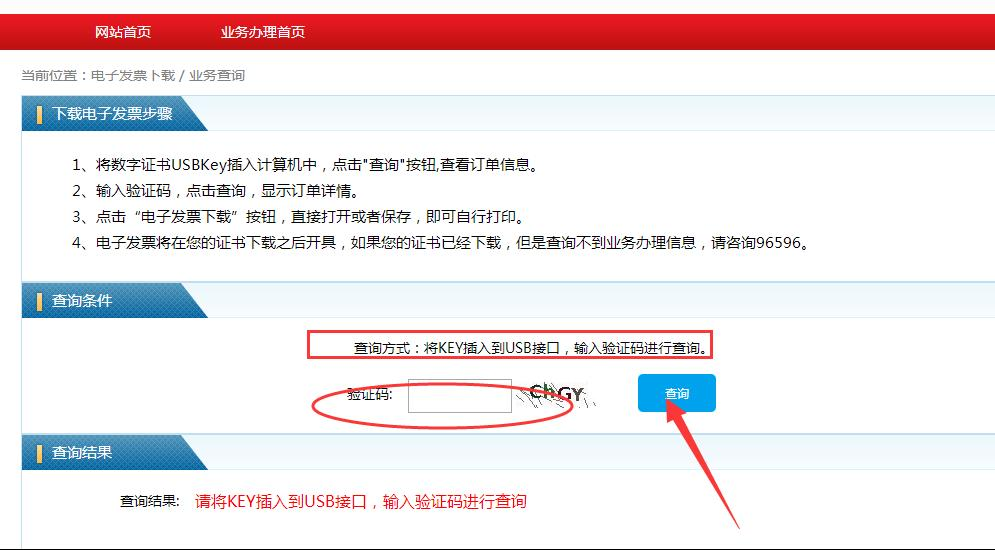 网站首页 业务办理首页
当前位置：电子发票下载 / 业务查询
下载电子发票步骤
1、将数字证书USBKey插入计算机中，点击"查询"按钮,查看订单信息。
2、输入验证码，点击查询，显示订单详情。
3、点击“电子发票下载”按钮，直接打开或者保存，即可自行打印。
4、电子发票将在您的证书下载之后开具，如果您的证书已经下载，但是查询不到业务办理信息，请咨询96596。
查询条件
查询方式：将KEY插入到USB接口，输入验证码进行查询。
验证码: ChGY 查询
查询结果
查询结果: 请将KEY插入到USB接口，输入验证码进行查询